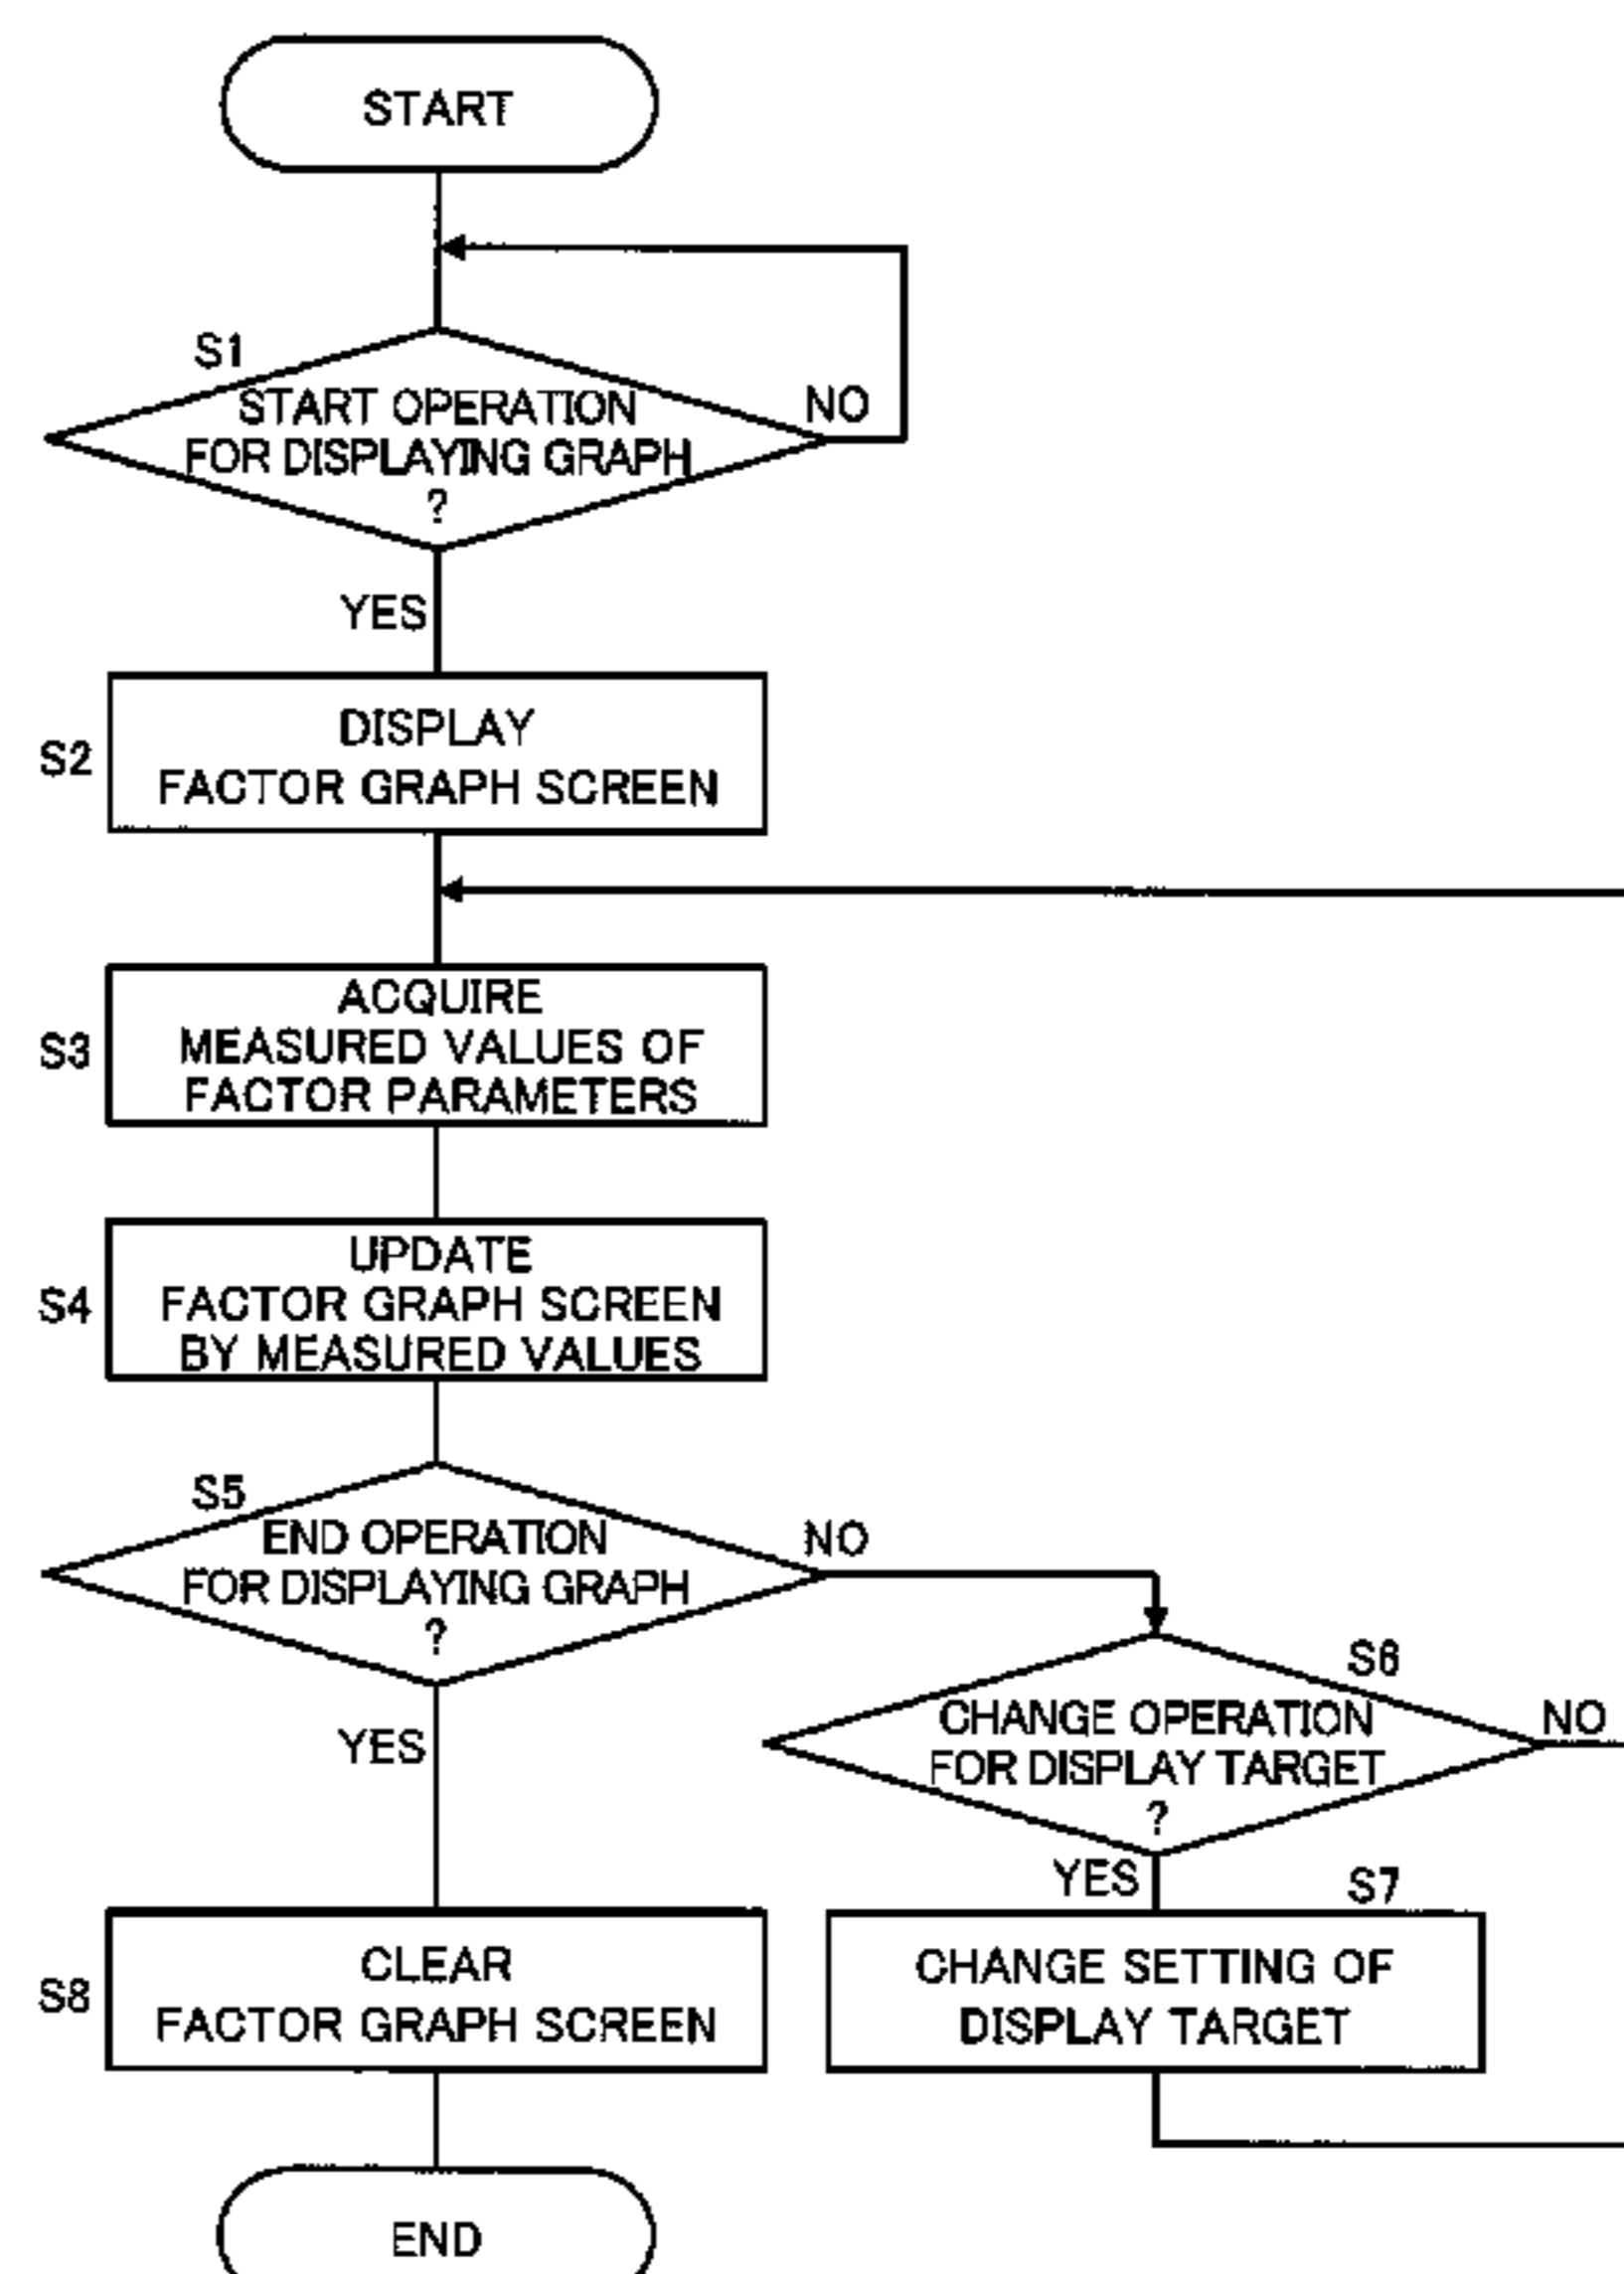 START
S1
START OPERATION
FOR DISPLAYING GRAPH
?
NO
YES
S2
DISPLAY
FACTOR GRAPH SCREEN
S3
ACQUIRE
MEASURED VALUES OF
FACTOR PARAMETERS
S4
UPDATE
FACTOR GRAPH SCREEN
BY MEASURED VALUES
S5
END OPERATION
FOR DISPLAYING GRAPH
?
NO
YES
S6
CHANGE OPERATION
FOR DISPLAY TARGET
?
NO
YES
S7
CHANGE SETTING OF
DISPLAY TARGET
S8
CLEAR
FACTOR GRAPH SCREEN
END